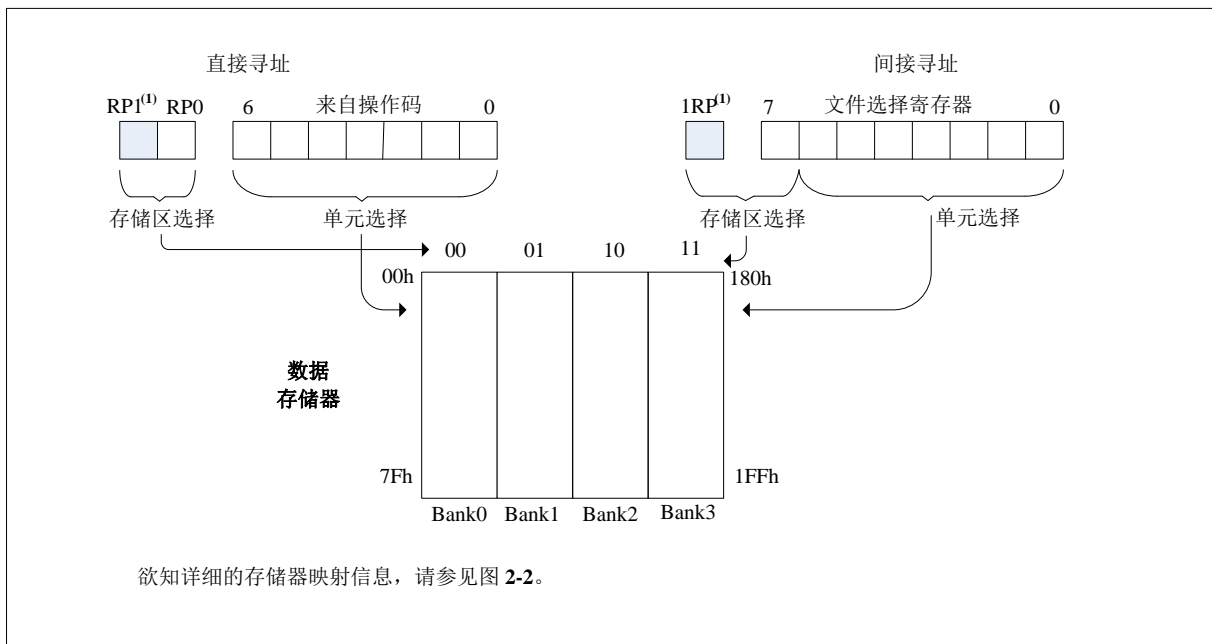 直接寻址 间接寻址
RP1(1) RP0 6 来自操作码 0 1RP(1) 7 文件选择寄存器 0
存储区选择 单元选择 存储区选择 单元选择
00 01 10 11
00h 180h
数据
存储器
7Fh 1FFh
Bank0 Bank1 Bank2 Bank3
欲知详细的存储器映射信息，请参见图 2-2。